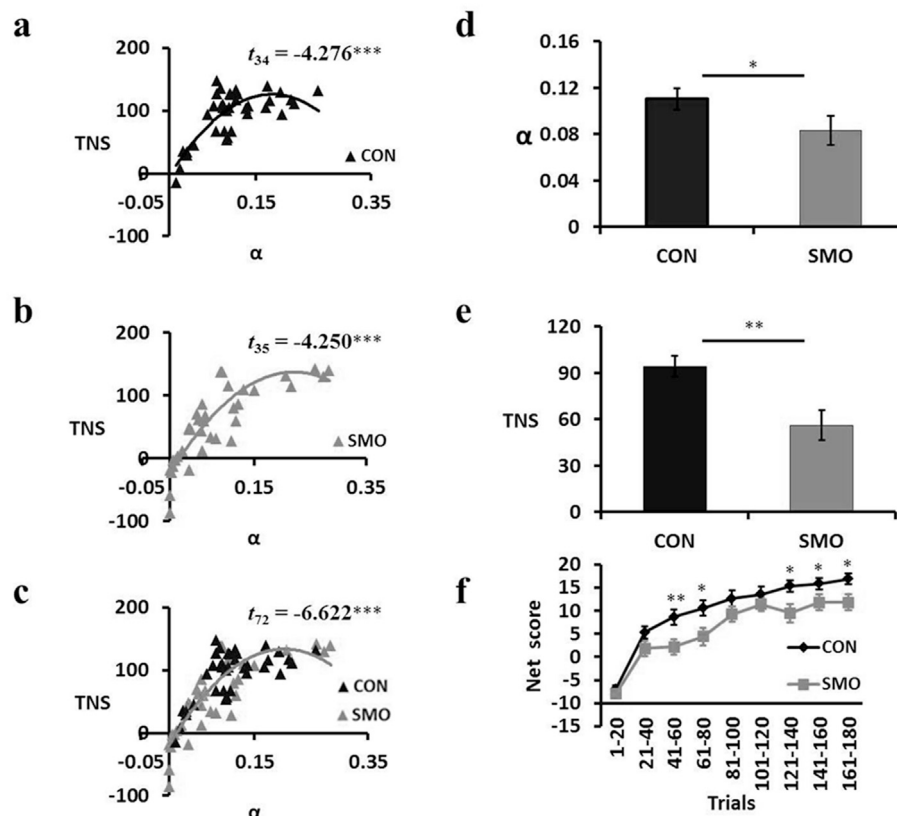 a
t34 = -4.276***
200
100
0
-100
TNS
-0.05
0.15
0.35
α
CON
b
t35 = -4.250***
200
100
0
-100
TNS
-0.05
0.15
0.35
α
SMO
c
t72 = -6.622***
200
100
0
-100
TNS
-0.05
0.15
0.35
α
CON
SMO
d
0.16
0.12
0.08
0.04
0
α
*
CON
SMO
e
120
90
60
30
0
TNS
**
CON
SMO
f
20
15
10
5
0
-5
-10
-15
Net score
** * * * *
CON
SMO
1-20
21-40
41-60
61-80
81-100
101-120
121-140
141-160
161-180
Trials